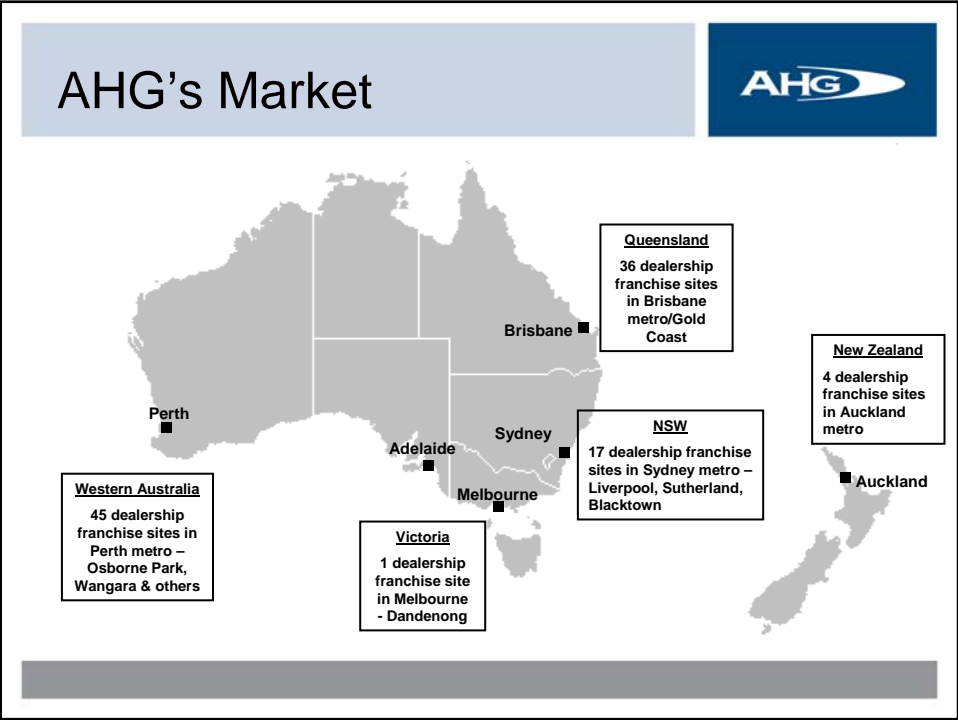 AHG's Market
AHG
Queensland
36 dealership
franchise sites
in Brisbane
metro/Gold
Coast
Brisbane
New Zealand
4 dealership
franchise sites
in Auckland
metro
Perth
Sydney
NSW
17 dealership franchise
sites in Sydney metro –
Liverpool, Sutherland,
Blacktown
Adelaide
Auckland
Western Australia
45 dealership
franchise sites in
Perth metro –
Osborne Park,
Wangara & others
Melbourne
Victoria
1 dealership
franchise site
in Melbourne
- Dandenong